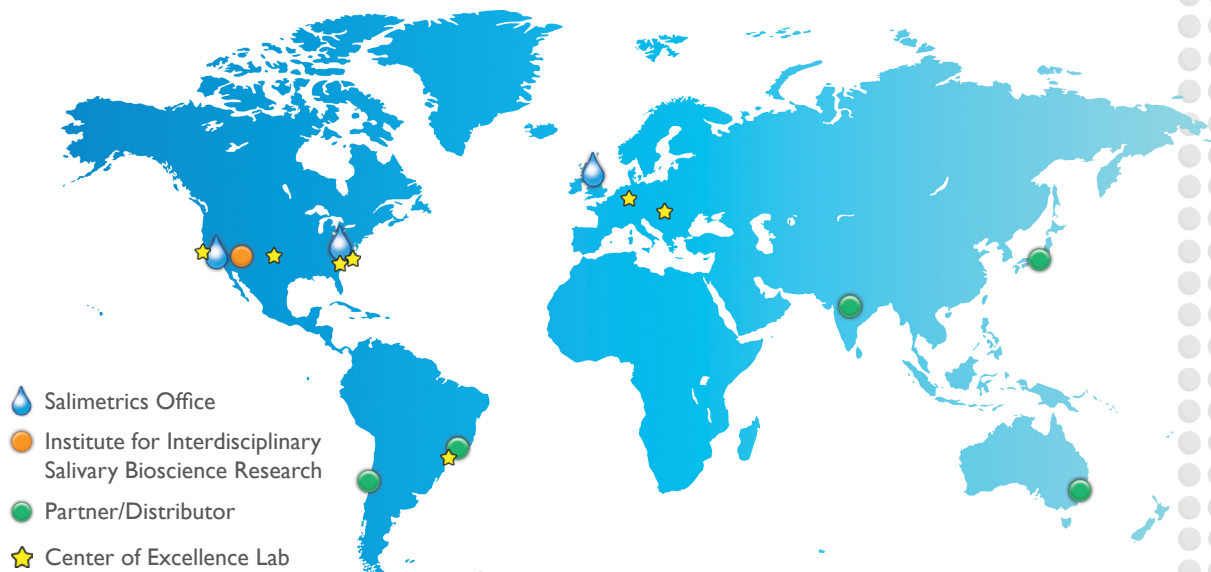 Salimetrics Office
Institute for Interdisciplinary
Salivary Bioscience Research
Partner/Distributor
Center of Excellence Lab